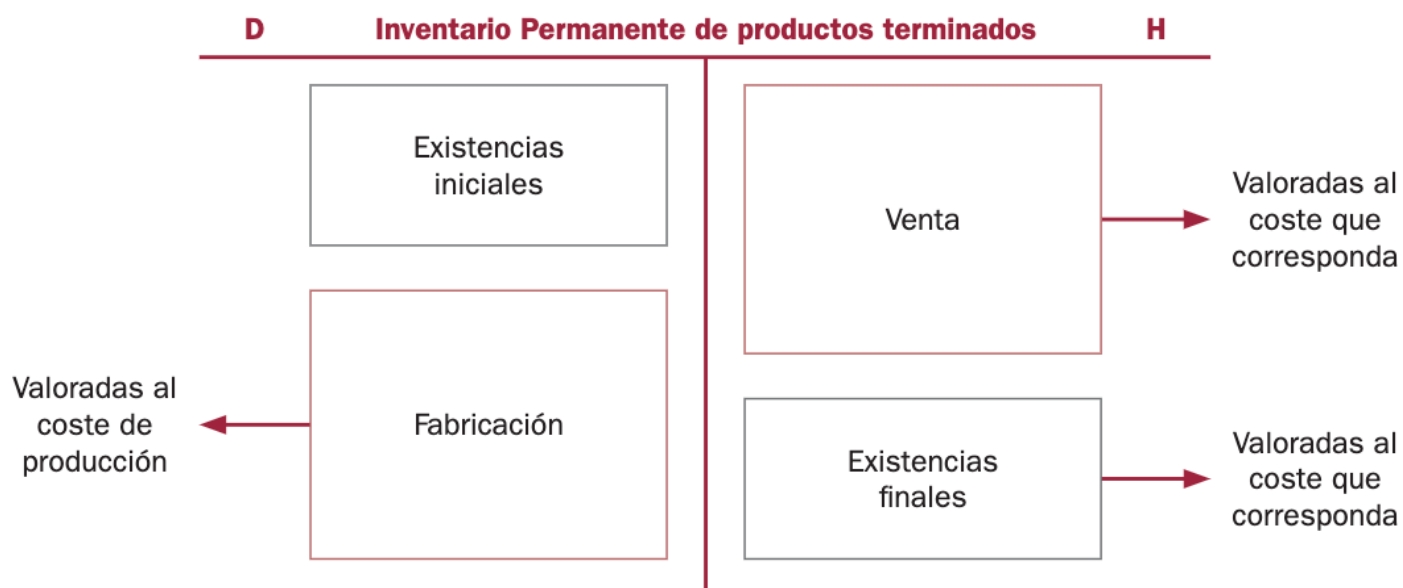 D Inventario Permanente de productos terminados H
Existencias
iniciales
Venta
Valoradas al
coste que
corresponda
Valoradas al
coste de
producción
Fabricación
Existencias
finales
Valoradas al
coste que
corresponda